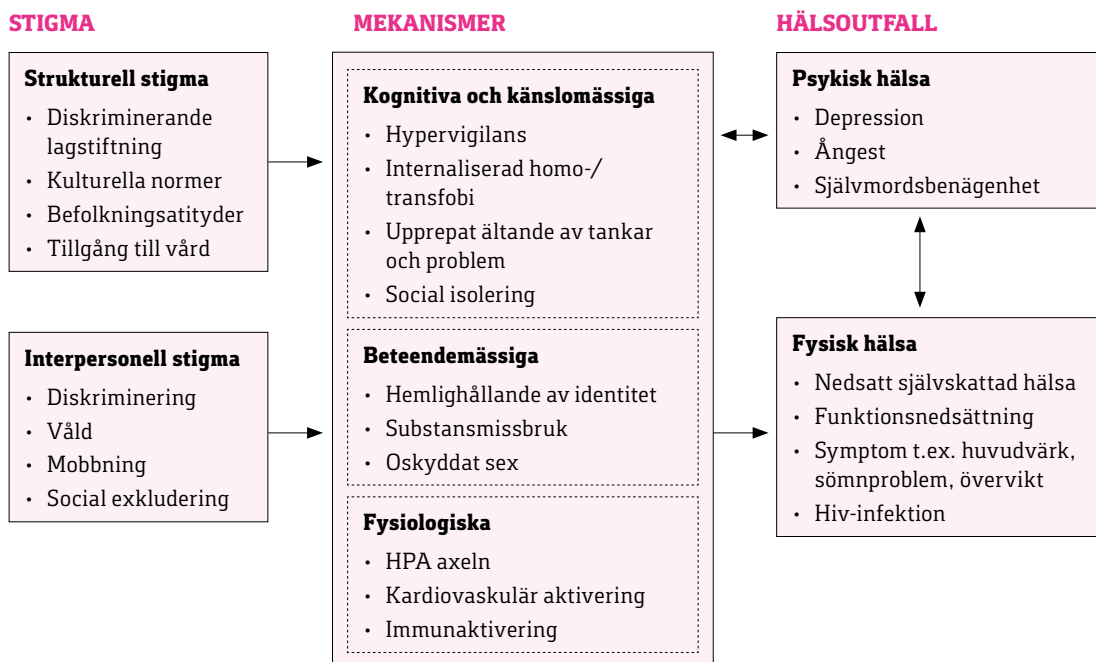 STIGMA
Strukturell stigma
• Diskriminerande
lagstiftning
• Kulturella normer
• Befolkningsatityder
• Tillgång till vård
Interpersonell stigma
• Diskriminering
• Våld
• Mobbning
• Social exkludering
MEKANISMER
Kognitiva och känslomässiga
• Hypervigilans
• Internaliserad homo-/
transfobi
• Upprepat ältande av tankar
och problem
• Social isolering
Beteendemässiga
• Hemlighållande av identitet
• Substansmissbruk
• Oskyddat sex
Fysiologiska
• HPA axeln
• Kardiovaskulär aktivering
• Immunaktivering
HÄLSOUTFALL
Psykisk hälsa
• Depression
• Ångest
• Självmordsbenägenhet
Fysisk hälsa
• Nedsatt självskattad hälsa
• Funktionsnedsättning
• Symptom t.ex. huvudvärk,
sömnproblem, övervikt
• Hiv-infektion